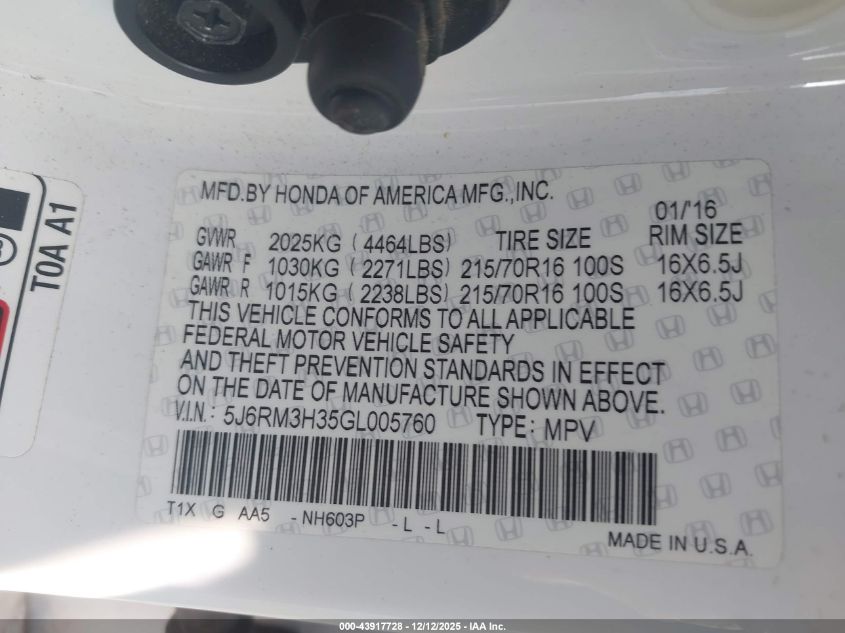 T0A A1
MFD.BY HONDA OF AMERICA MFG.,INC.
01/'16
GVWR 2025KG ( 4464LBS) TIRE SIZE RIM SIZE
GAWR F 1030KG ( 2271LBS) 215/70R16 100S 16X6.5J
GAWR R 1015KG ( 2238LBS) 215/70R16 100S 16X6.5J
THIS VEHICLE CONFORMS TO ALL APPLICABLE
FEDERAL MOTOR VEHICLE SAFETY
AND THEFT PREVENTION STANDARDS IN EFFECT
ON THE DATE OF MANUFACTURE SHOWN ABOVE.
V.I.N.: 5J6RM3H35GL005760 TYPE: MPV
T1X G AA5 -NH603P -L -L
MADE IN U.S.A.
000-43917728 - 12/12/2025 - IAA Inc.